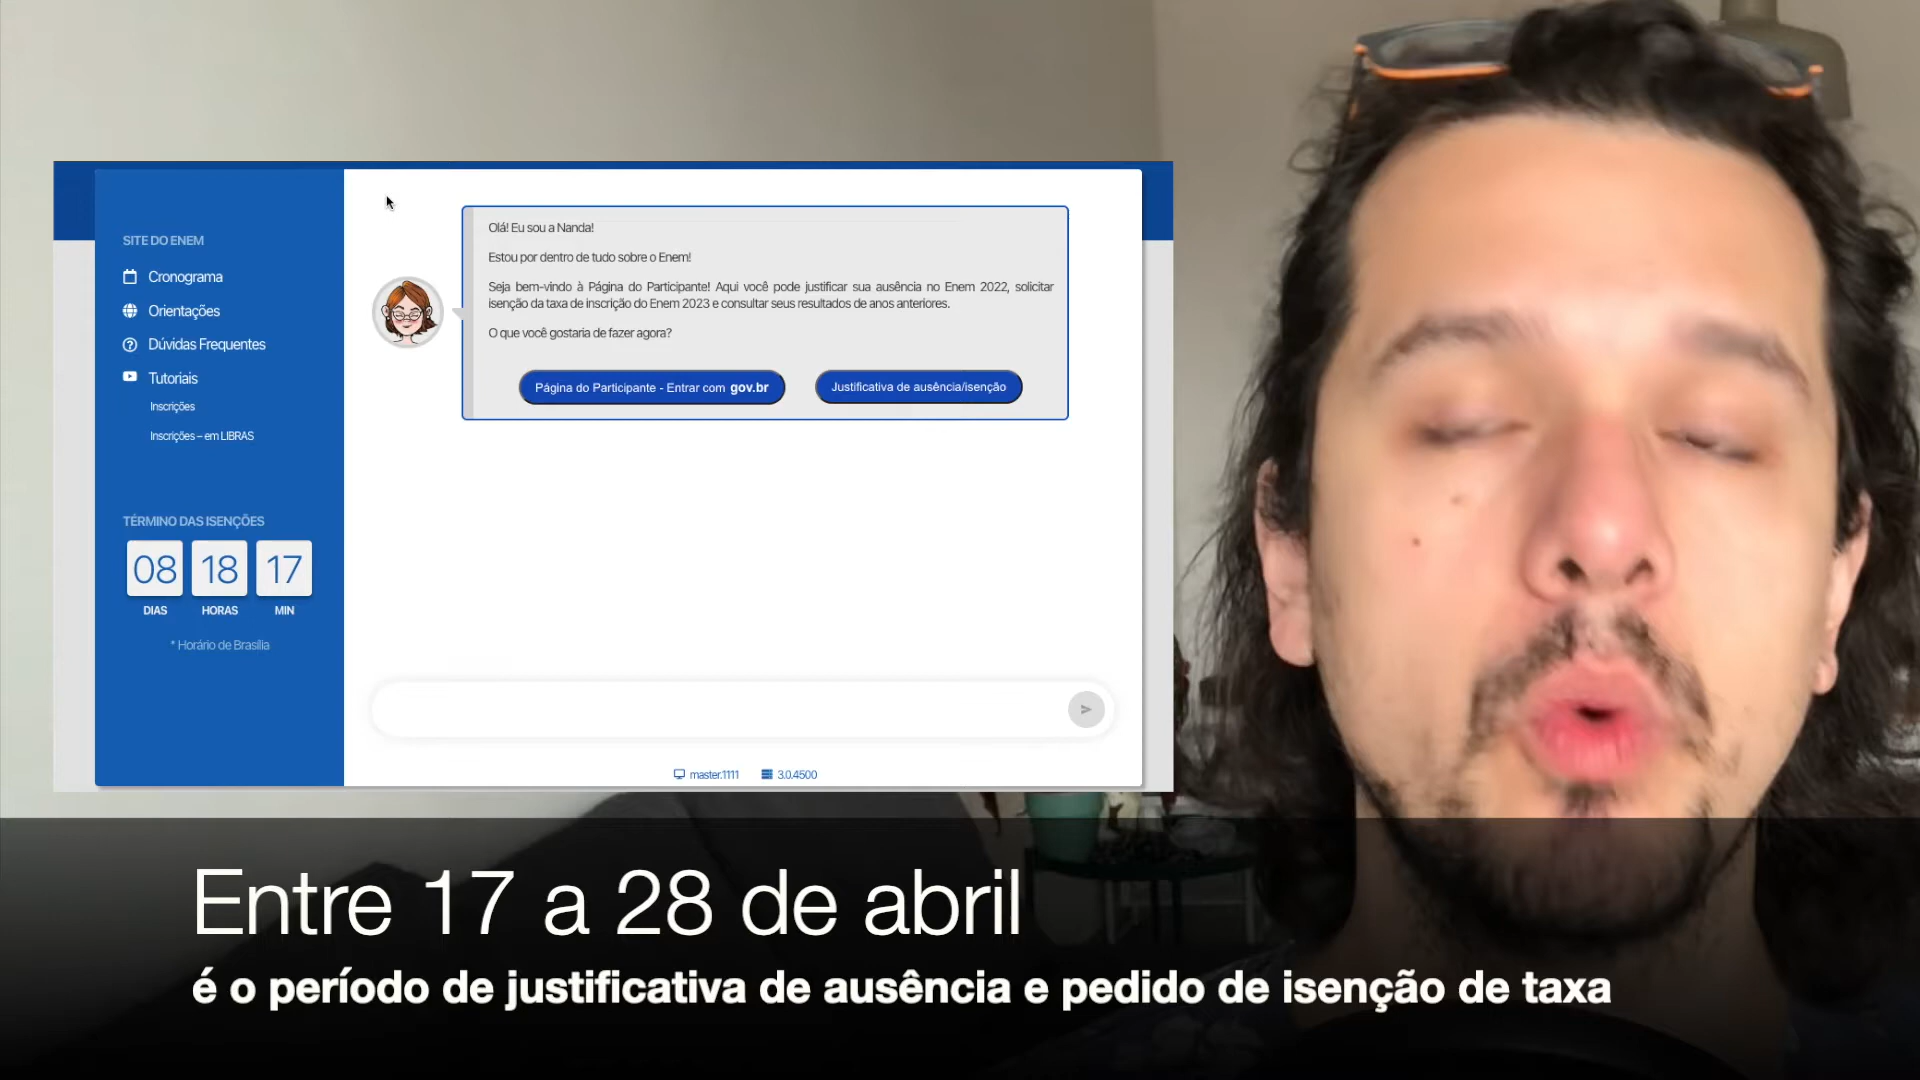 SITE DO ENEM
Cronograma
Orientações
Dúvidas Frequentes
Tutoriais
Inscrições
Inscrições – em LIBRAS
TÉRMINO DAS ISENÇÕES
08 18 17
DIAS HORAS MIN
* Horário de Brasília
Olá! Eu sou a Nanda!
Estou por dentro de tudo sobre o Enem!
Seja bem-vindo à Página do Participante! Aqui você pode justificar sua ausência no Enem 2022, solicitar
isenção da taxa de inscrição do Enem 2023 e consultar seus resultados de anos anteriores.
O que você gostaria de fazer agora?
Página do Participante - Entrar com gov.br
Justificativa de ausência/isenção
master.1111 3.0.4500
Entre 17 a 28 de abril
é o período de justificativa de ausência e pedido de isenção de taxa